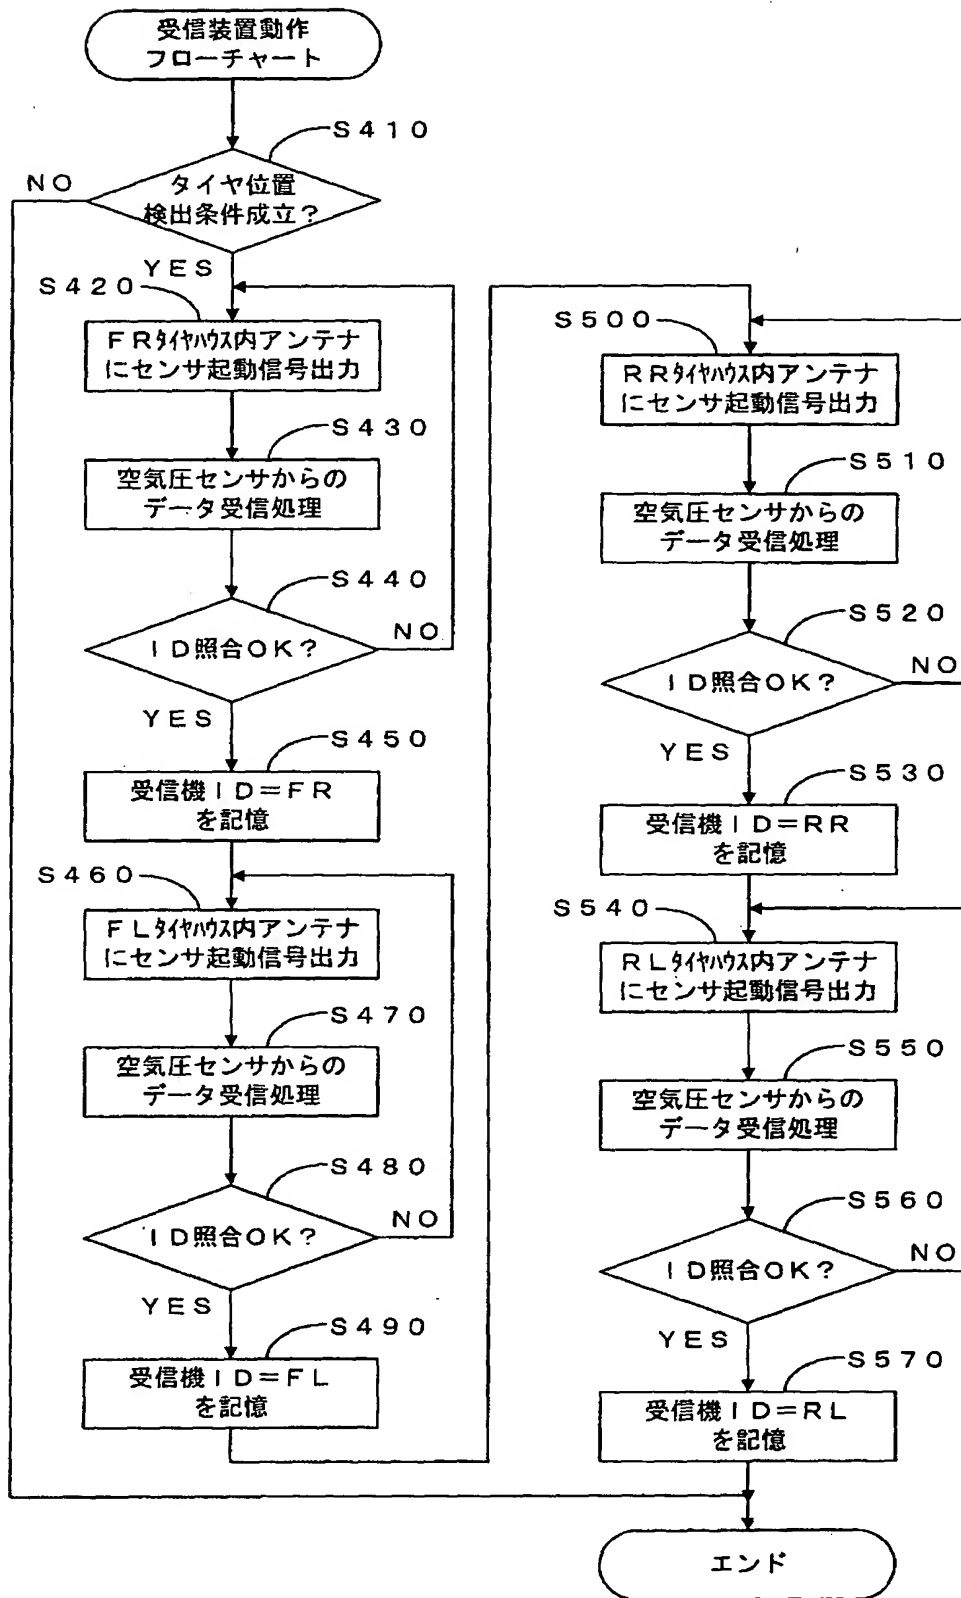 受信装置動作
フローチャート
S410
NO
タイヤ位置
検出条件成立?
YES
S420
FRタイヤハウス内アンテナ
にセンサ起動信号出力
S430
空気圧センサからの
データ受信処理
S440
ID照合OK?
NO
YES
S450
受信機ID=FR
を記憶
S460
FLタイヤハウス内アンテナ
にセンサ起動信号出力
S470
空気圧センサからの
データ受信処理
S480
ID照合OK?
NO
YES
S490
受信機ID=FL
を記憶
S500
RRタイヤハウス内アンテナ
にセンサ起動信号出力
S510
空気圧センサからの
データ受信処理
S520
ID照合OK?
NO
YES
S530
受信機ID=RR
を記憶
S540
RLタイヤハウス内アンテナ
にセンサ起動信号出力
S550
空気圧センサからの
データ受信処理
S560
ID照合OK?
NO
YES
S570
受信機ID=RL
を記憶
エンド